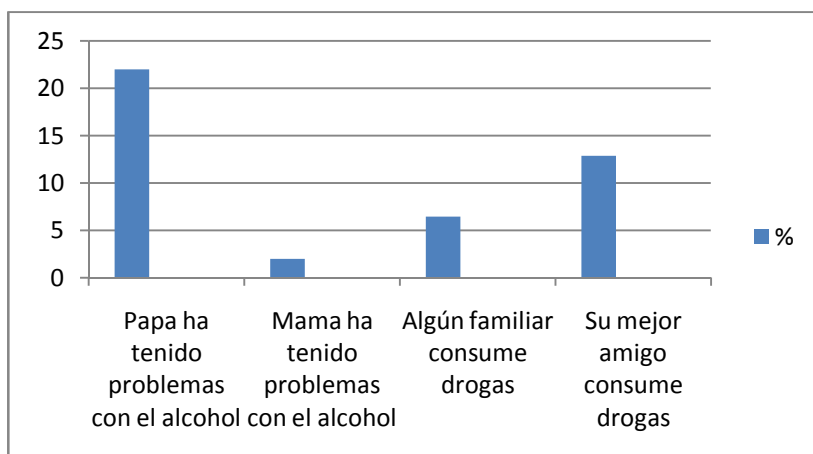 25
20
15
10
5
0
%
Papa ha
tenido
problemas
con el alcohol
Mama ha
tenido
problemas
con el alcohol
Algún familiar
consume
drogas
Su mejor
amigo
consume
drogas